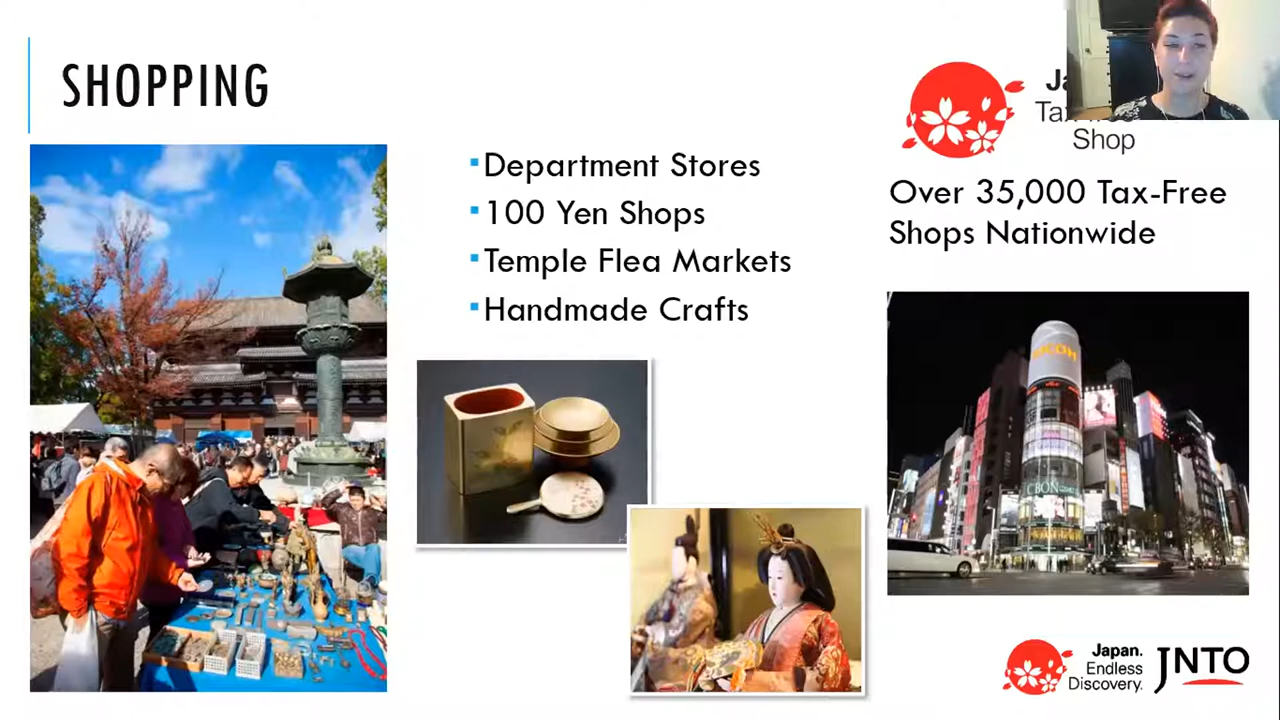 SHOPPING
Department Stores
100 Yen Shops
Temple Flea Markets
Handmade Crafts
Shop
Over 35,000 Tax-Free
Shops Nationwide
RICOH
Japan.
Endless
Discovery.
JNTO